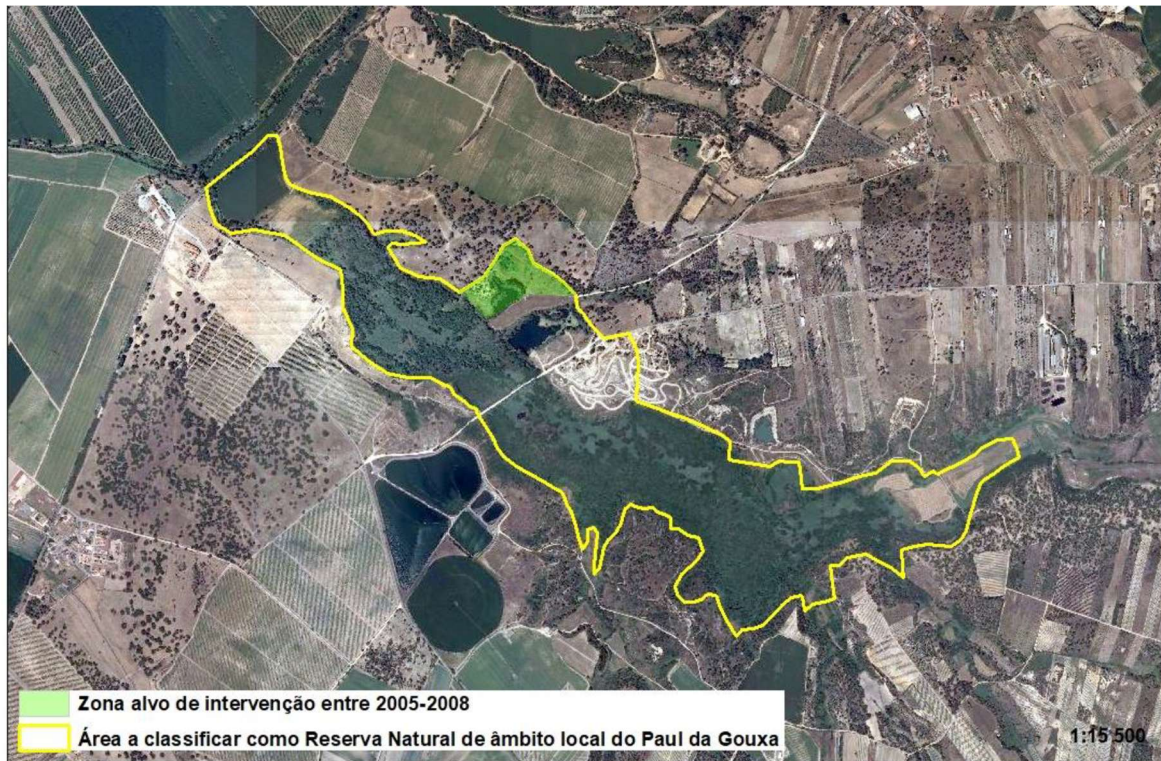 Zona alvo de intervenção entre 2005-2008
Área a classificar como Reserva Natural de âmbito local do Paul da Gouxa
1:15 500